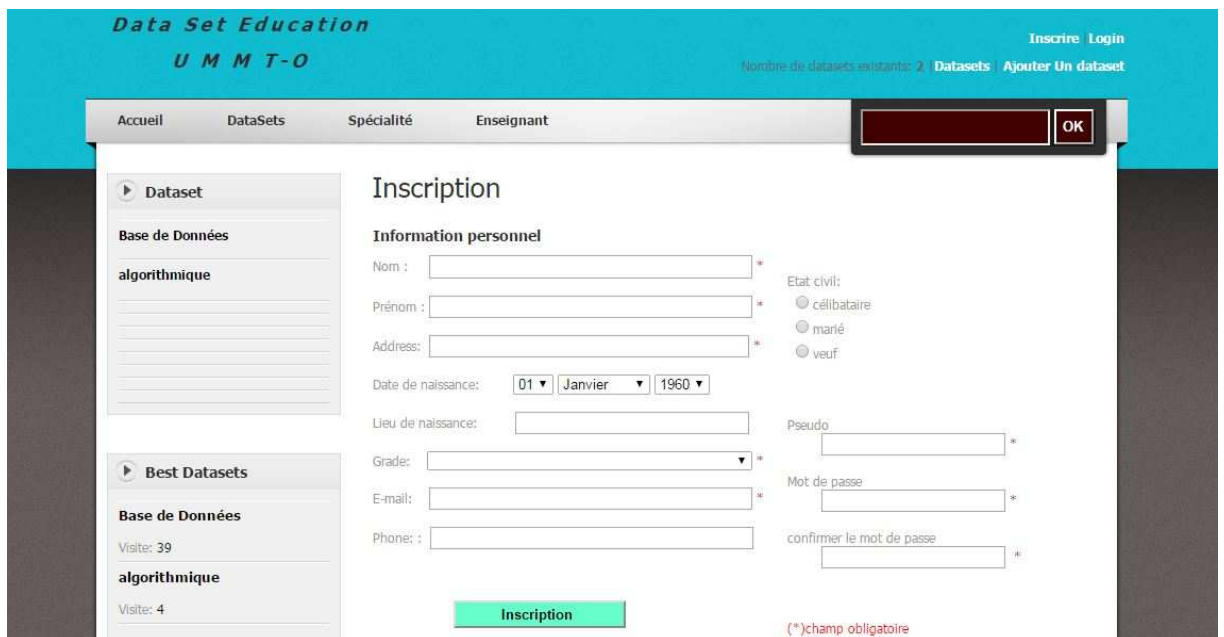 Data Set Education
U M M T-O
Inscrire | Login
Nombre de datasets existants: 2 | Datasets | Ajouter Un dataset
Accueil DataSets Spécialité Enseignant OK
Dataset
Base de Données
algorithmique
Best Datasets
Base de Données
Visite: 39
algorithmique
Visite: 4
Inscription
Information personnel
Nom : *
Prénom : *
Address: *
Date de naissance: 01 Janvier 1960
Lieu de naissance:
Grade: *
E-mail: *
Phone: :
Inscription
Etat civil:
célibataire
marié
veuf
Pseudo
*
Mot de passe
*
confirmer le mot de passe
*
(*)champ obligatoire